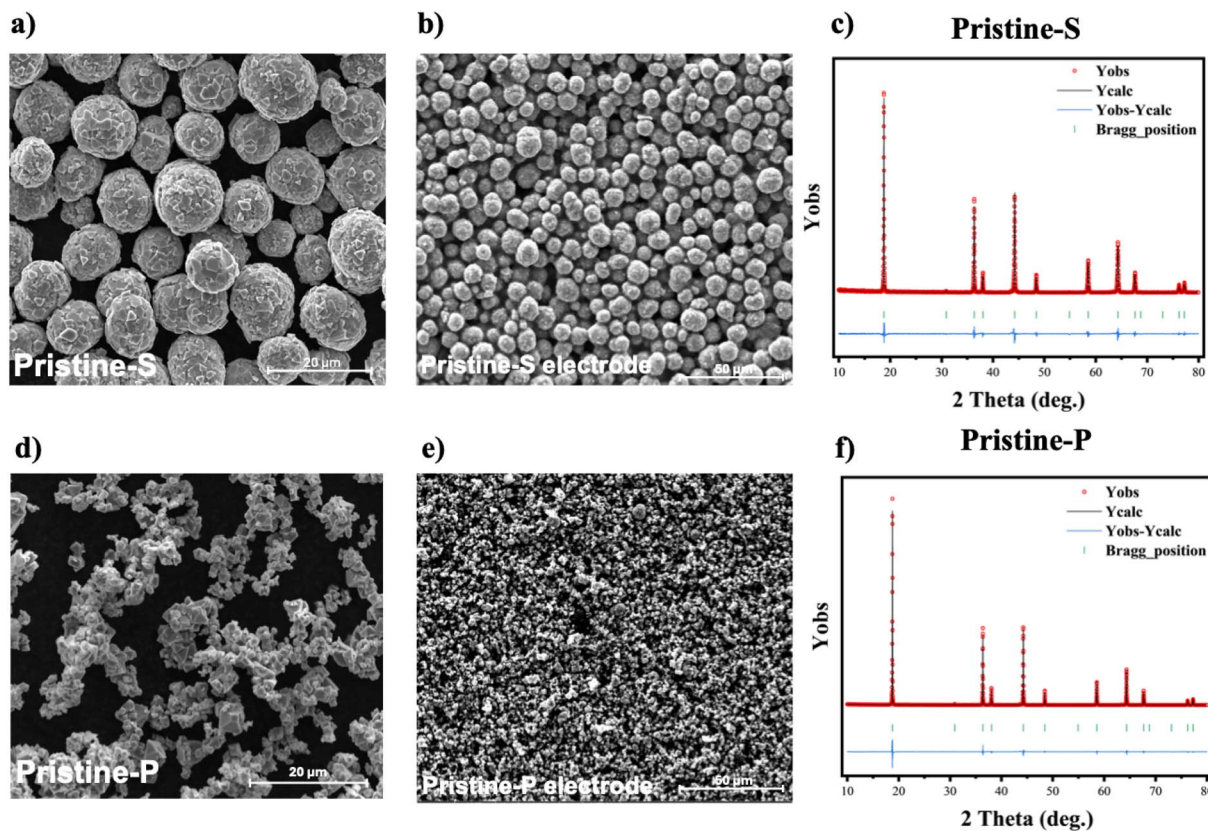 a)
b)
c)
Pristine-S
Yobs
Ycalc
Yobs-Ycalc
Bragg_position
Yobs
10 20 30 40 50 60 70 80
2 Theta (deg.)
Pristine-S
20 µm
Pristine-S electrode
50 µm
d)
e)
f)
Pristine-P
Yobs
Ycalc
Yobs-Ycalc
Bragg_position
Yobs
10 20 30 40 50 60 70 80
2 Theta (deg.)
Pristine-P
20 µm
Pristine-P electrode
50 µm